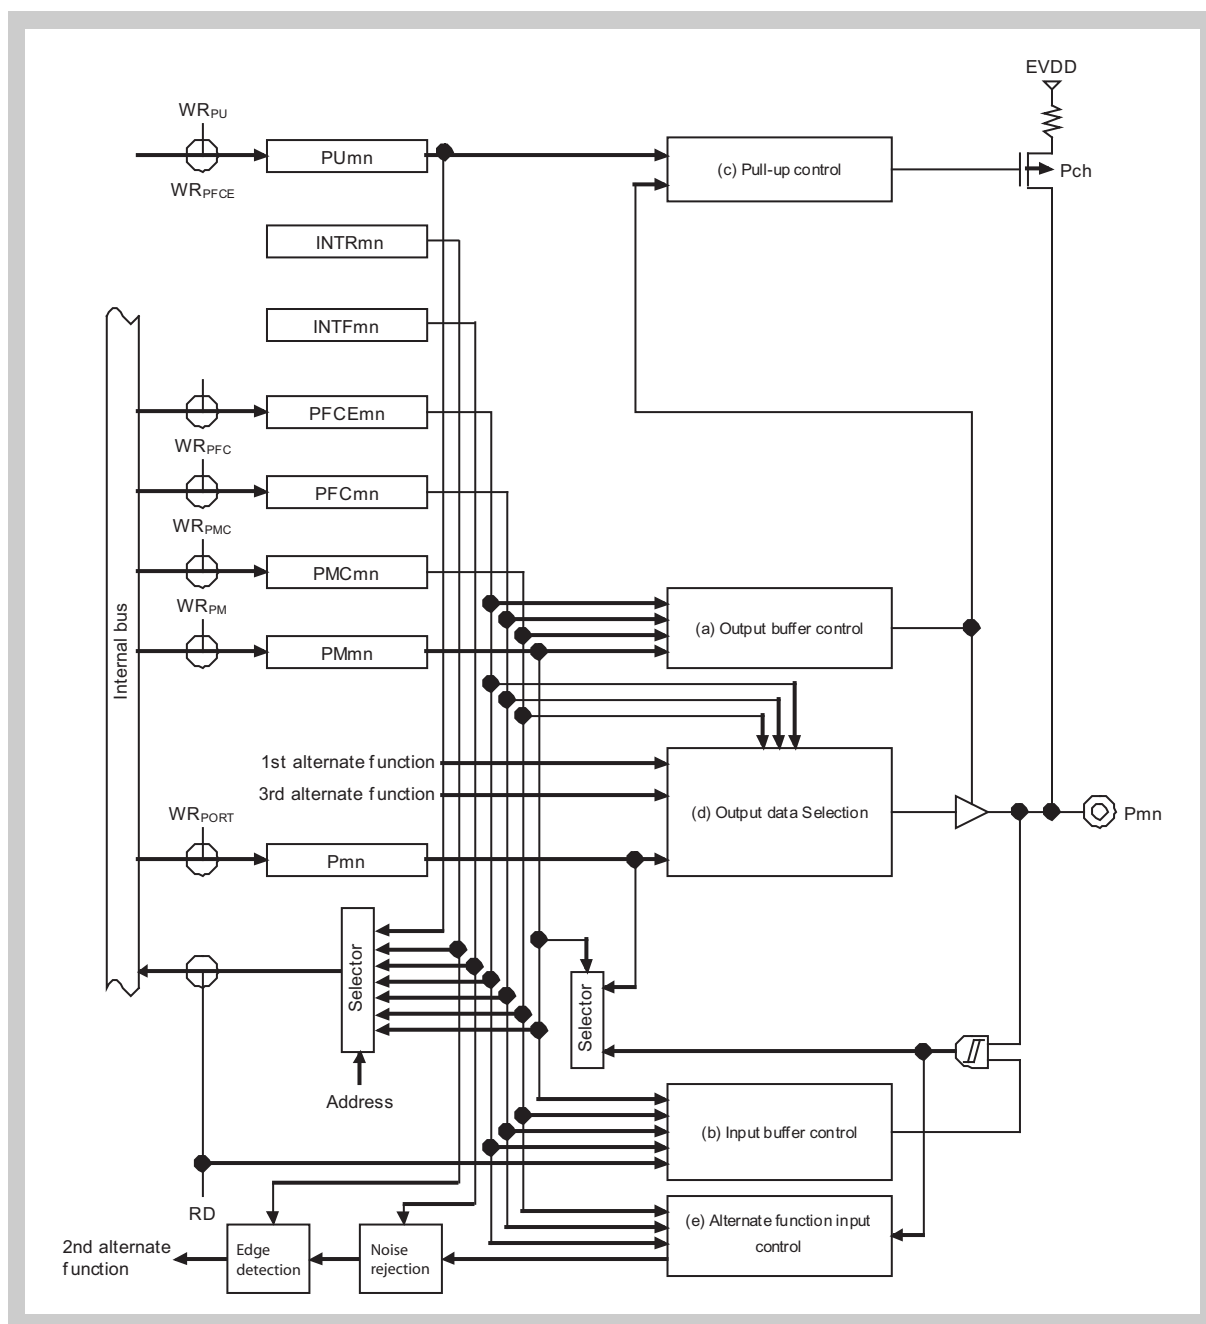 EVDD
WRPU
PUmn
(c) Pull-up control
Pch
WRPFCE
INTRmn
INTFmn
PFCEmn
WRPFC
PFCmn
WRPMC
PMCmn
WRPM
PMmn
(a) Output buffer control
Internal bus
1st alternate function
3rd alternate function
WRPORT
(d) Output data Selection
Pmn
Pmn
Selector
Selector
Address
(b) Input buffer control
RD
(e) Alternate function input
control
2nd alternate
function
Edge
detection
Noise
rejection